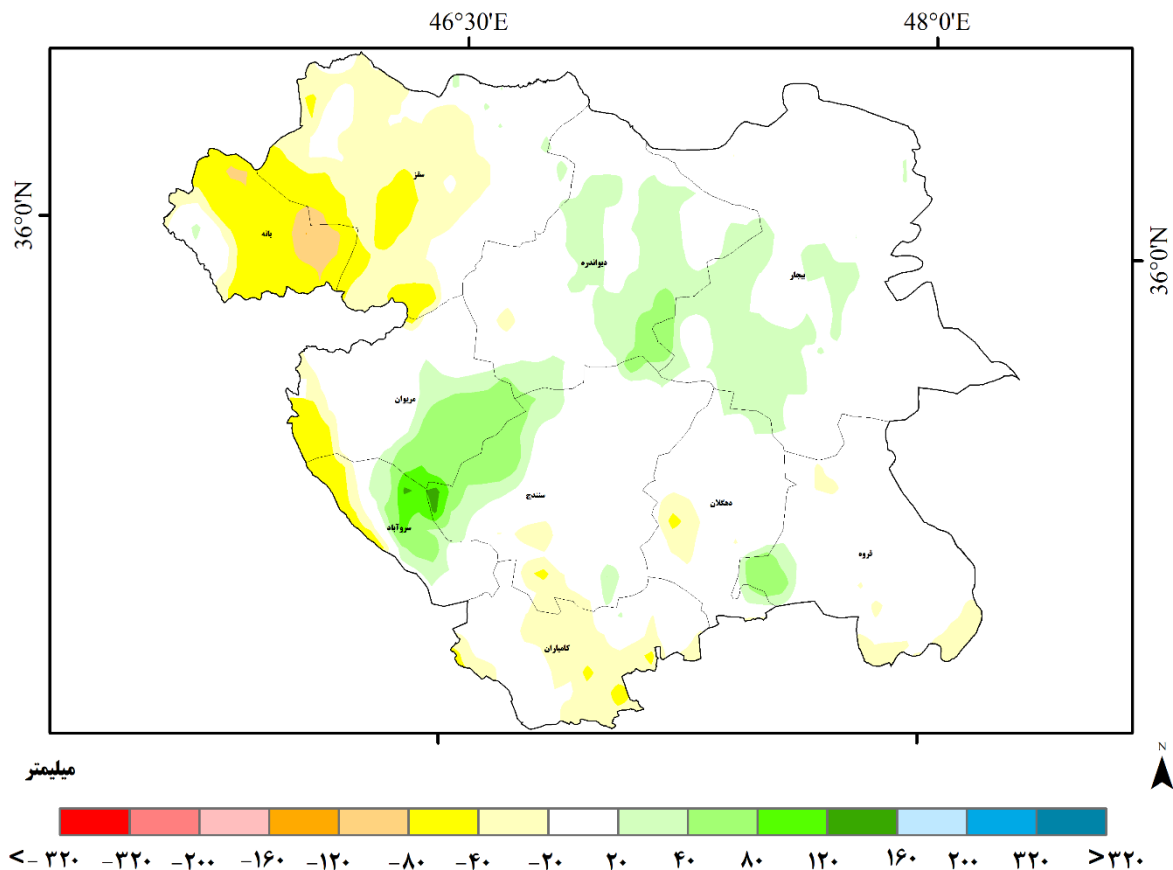 46°30'E 48°0'E
36°0'N
36°0'N
سقز
بانه
دیواندره
بیجار
مریوان
سنندج
دهگلان
سروآباد
قروه
کامیاران
N
میلیمتر
<-۳۲۰ -۳۲۰ -۲۰۰ -۱۶۰ -۱۲۰ -۸۰ -۴۰ -۲۰ ۲۰ ۴۰ ۸۰ ۱۲۰ ۱۶۰ ۲۰۰ ۳۲۰ >۳۲۰